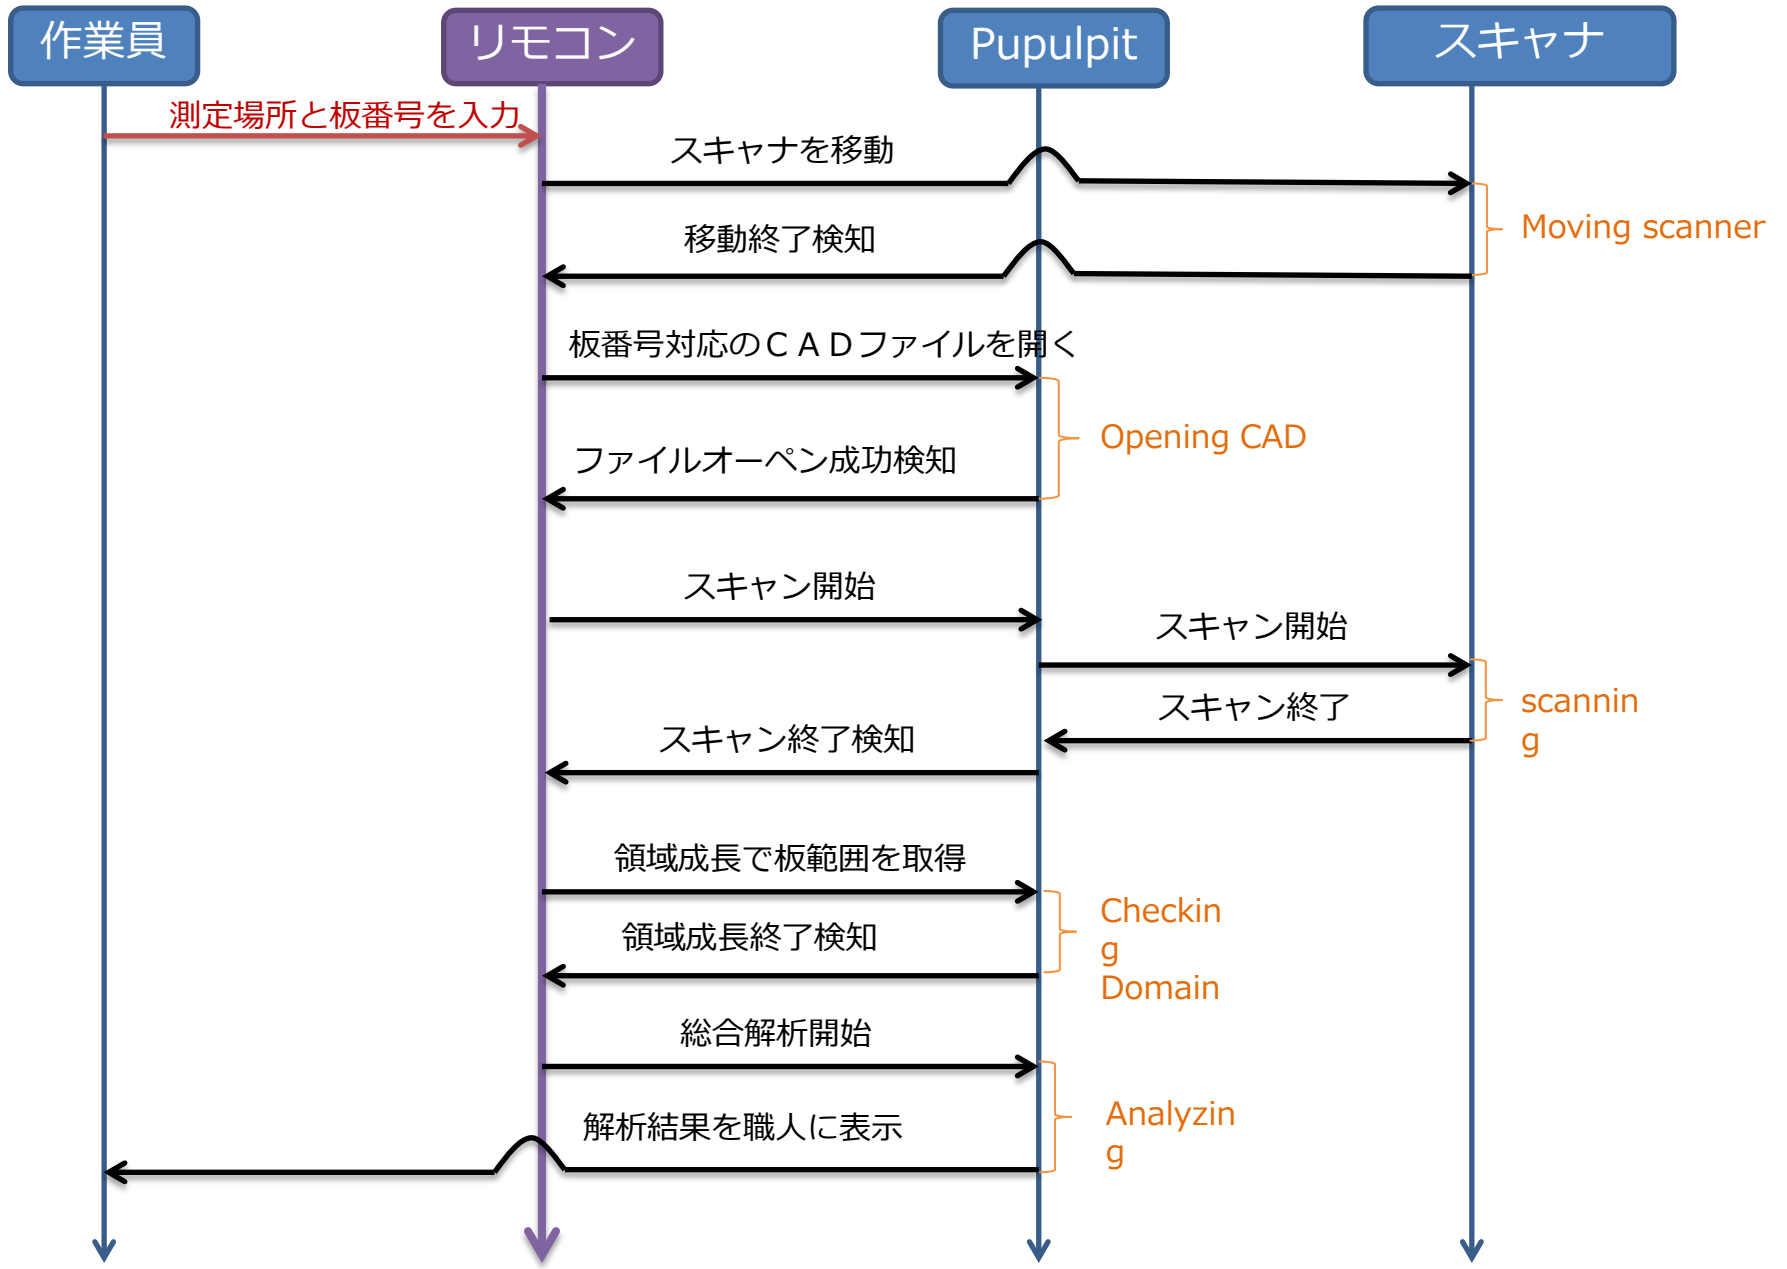 作業員
リモコン
Pupulpit
スキャナ
測定場所と板番号を入力
スキャナを移動
移動終了検知
Moving scanner
板番号対応のＣＡＤファイルを開く
Opening CAD
ファイルオーペン成功検知
スキャン開始
スキャン開始
スキャン終了
scannin
g
スキャン終了検知
領域成長で板範囲を取得
Checkin
g
Domain
領域成長終了検知
総合解析開始
Analyzin
g
解析結果を職人に表示